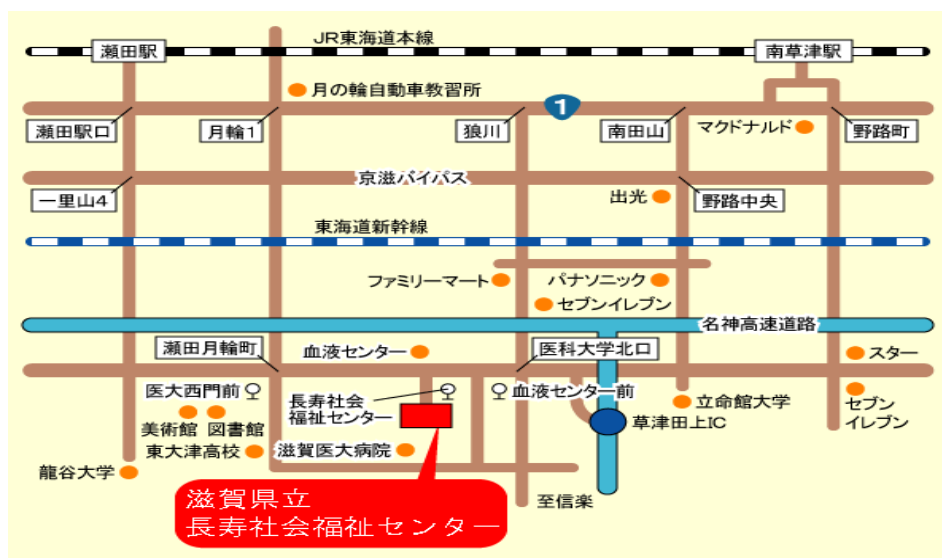 JR東海道本線
瀬田駅
南草津駅
月の輪自動車教習所
1
瀬田駅口
月輪1
狼川
南田山
マクドナルド
野路町
京滋バイパス
一里山4
出光
野路中央
東海道新幹線
ファミリーマート
パナソニック
セブンイレブン
名神高速道路
瀬田月輪町
血液センター
医科大学北口
スター
医大西門前
長寿社会
福祉センター
血液センター前
立命館大学
セブン
イレブン
美術館
図書館
草津田上IC
東大津高校
滋賀医大病院
龍谷大学
至信楽
滋賀県立
長寿社会福祉センター